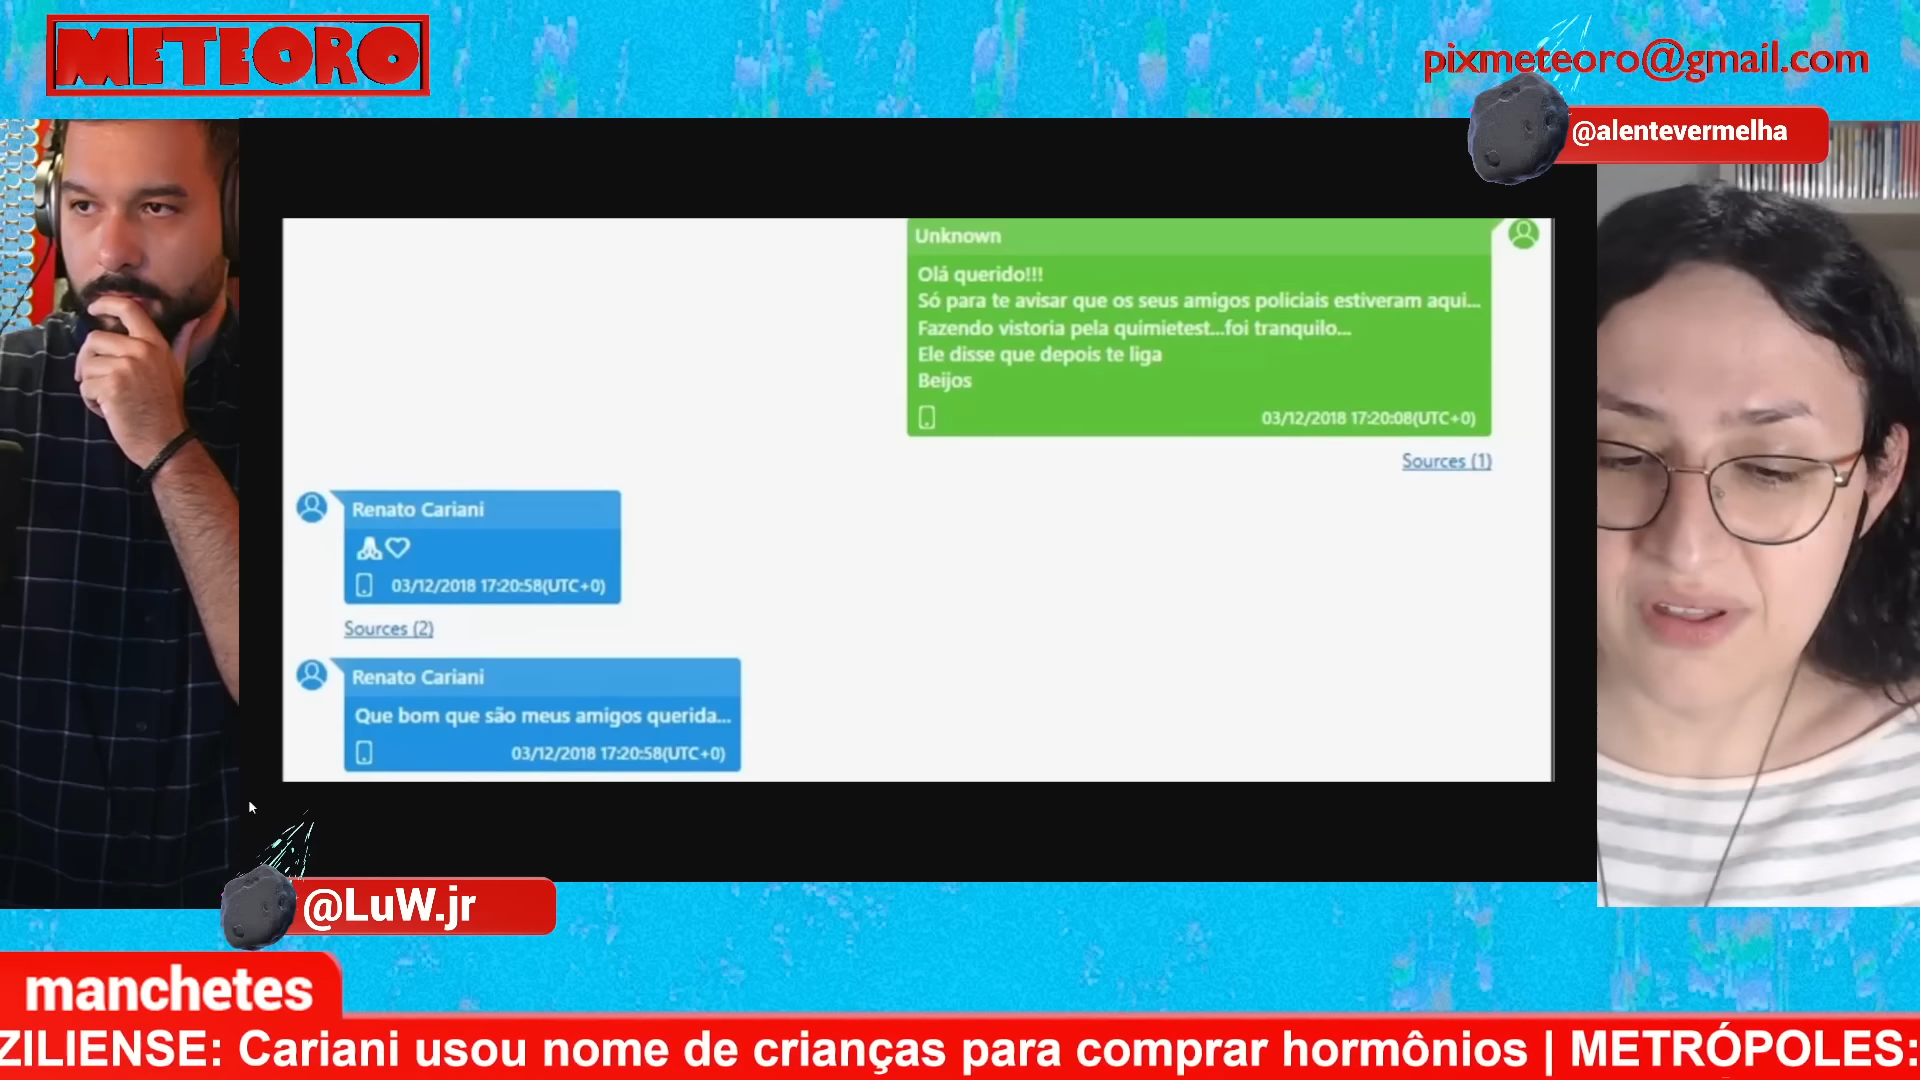 METEORO
pixmeteoro@gmail.com
@alentevermelha
Unknown
Olá querido!!!
Só para te avisar que os seus amigos policiais estiveram aqui...
Fazendo vistoria pela quimietest...foi tranquilo...
Ele disse que depois te liga
Beijos
03/12/2018 17:20:08(UTC+0)
Sources (1)
Renato Cariani
🙏♡
03/12/2018 17:20:58(UTC+0)
Sources (2)
Renato Cariani
Que bom que são meus amigos querida...
03/12/2018 17:20:58(UTC+0)
@LuW.jr
manchetes
ZILIENSE: Cariani usou nome de crianças para comprar hormônios | METRÓPOLES: